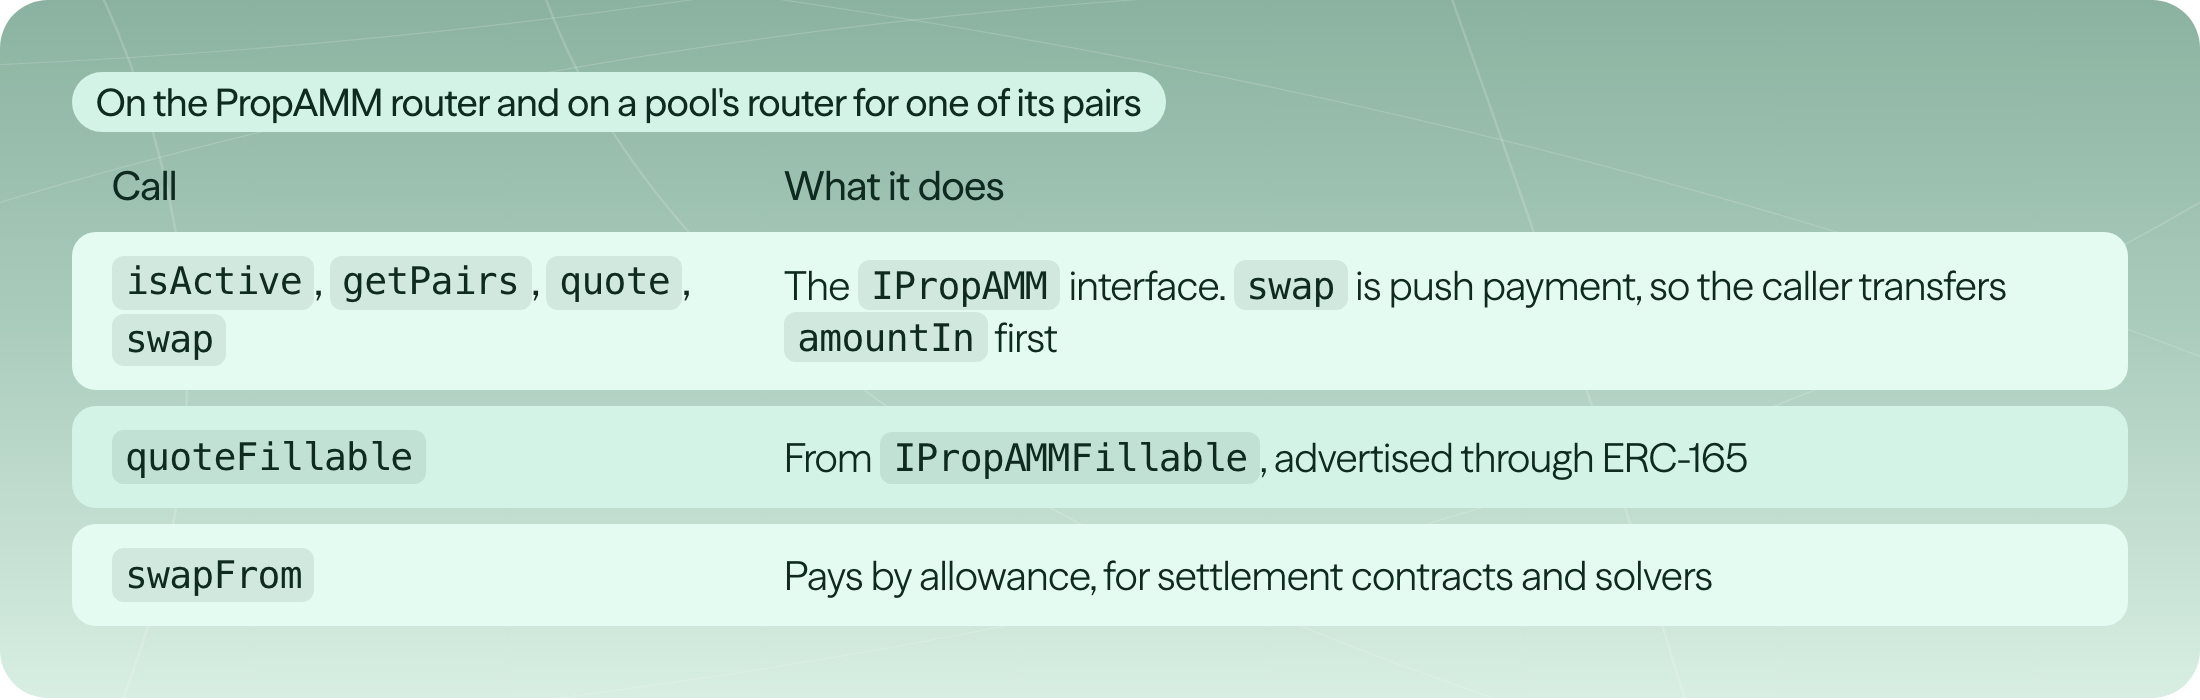 On the PropAMM router and on a pool's router for one of its pairs
Call
What it does
isActive, getPairs, quote,
swap
The IPropAMM interface. swap is push payment, so the caller transfers
amountIn first
quoteFillable
From IPropAMMFillable, advertised through ERC-165
swapFrom
Pays by allowance, for settlement contracts and solvers